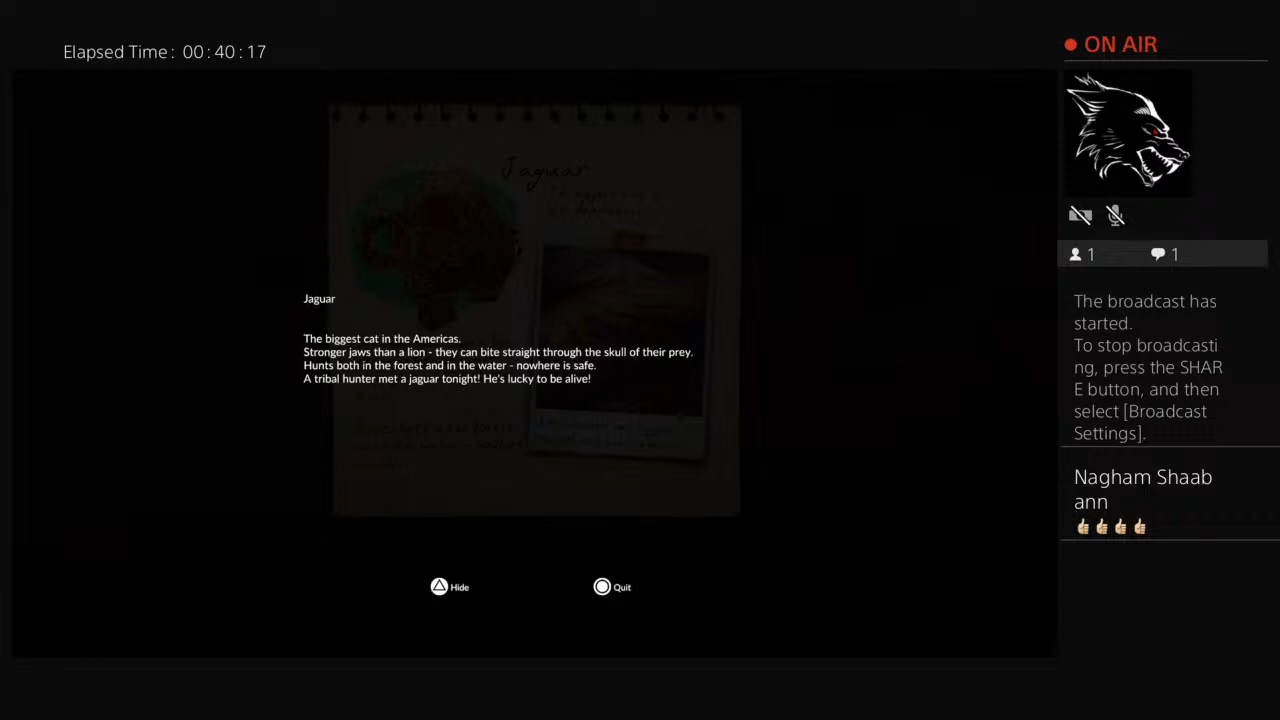 Elapsed Time: 00:40:17
ON AIR
Jaguar
Jaguar
The biggest cat in the Americas.
Stronger jaws than a lion - they can bite straight through the skull of their prey.
Hunts both in the forest and in the water - nowhere is safe.
A tribal hunter met a jaguar tonight! He's lucky to be alive!
Hide
Quit
1
1
The broadcast has
started.
To stop broadcasti
ng, press the SHAR
E button, and then
select [Broadcast
Settings].
Nagham Shaab
ann
👍🏼👍🏼👍🏼👍🏼